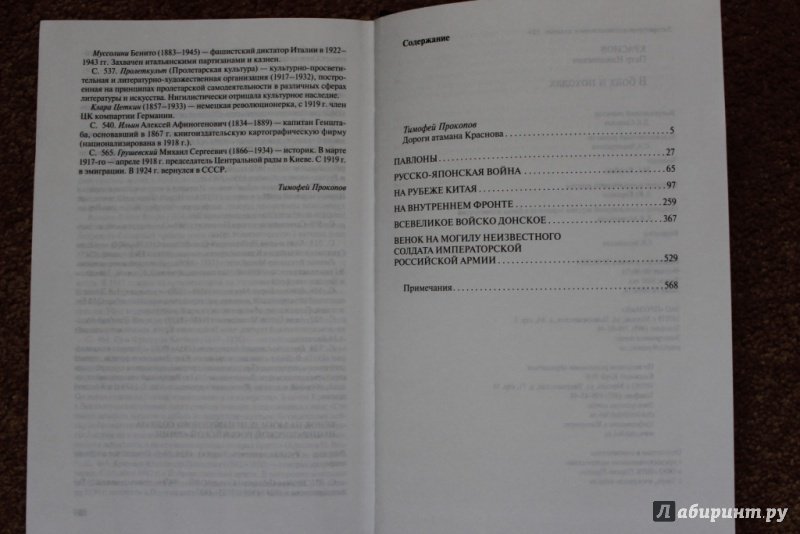 Муссолини Бенито (1883–1945) — фашистский диктатор Италии в 1922–
1943 гг. Захвачен итальянскими партизанами и казнен.
С. 537. Пролеткульт (Пролетарская культура) — культурно-просвети-
тельная и литературно-художественная организация (1917–1932), построен-
ная на принципах пролетарской самодеятельности в различных сферах
литературы и искусства. Нигилистически отрицала культурное наследие.
Клара Цеткин (1857–1933) — немецкая революционерка, с 1919 г. член
ЦК компартии Германии.
С. 540. Ильин Алексей Афиногенович (1834–1889) — капитан Геншта-
ба, основавший в 1867 г. книгоиздательскую картографическую фирму
(национализирована в 1918 г.).
С. 565. Грушевский Михаил Сергеевич (1866–1934) — историк. В марте
1917-го — апреле 1918 г. председатель Центральной рады в Киеве. С 1919 г.
в эмиграции. В 1924 г. вернулся в СССР.
Тимофей Прокопов
Содержание
Тимофей Прокопов
Дороги атамана Краснова 5
ПАВЛОНЫ 27
РУССКО-ЯПОНСКАЯ ВОЙНА 65
НА РУБЕЖЕ КИТАЯ 97
НА ВНУТРЕННЕМ ФРОНТЕ 259
ВСЕВЕЛИКОЕ ВОЙСКО ДОНСКОЕ 367
ВЕНОК НА МОГИЛУ НЕИЗВЕСТНОГО
СОЛДАТА ИМПЕРАТОРСКОЙ
РОССИЙСКОЙ АРМИИ 529
Примечания 568
Лабиринт.ру